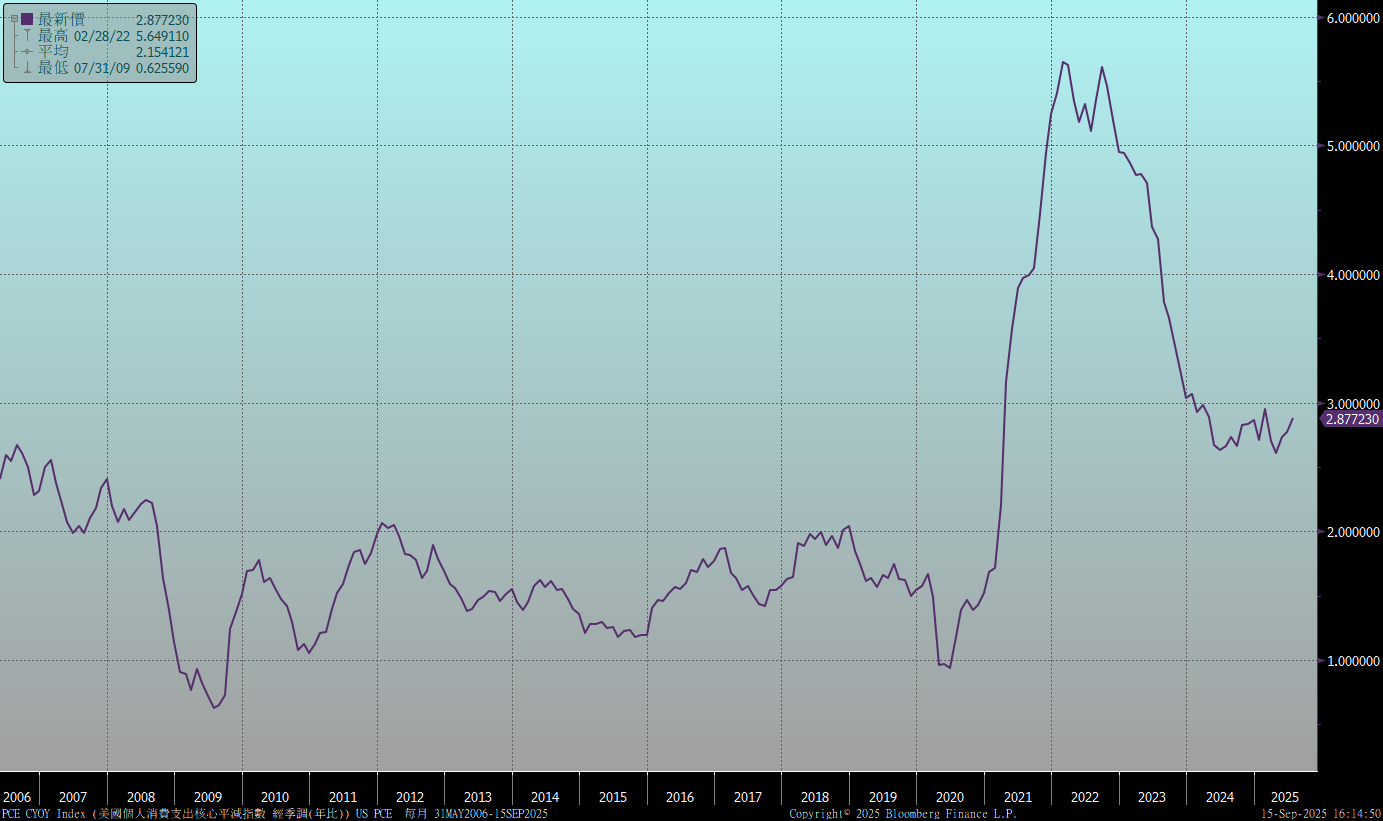 最新價 2.877230
最高 02/28/22 5.649110
平均 2.154121
最低 07/31/09 0.625590
6.000000
5.000000
4.000000
3.000000
2.877230
2.000000
1.000000
2006 2007 2008 2009 2010 2011 2012 2013 2014 2015 2016 2017 2018 2019 2020 2021 2022 2023 2024 2025
PCE CYOY Index (美國個人消費支出核心平減指數 經季調(年比)) US PCE 每月 31MAY2006-15SEP2025 Copyright© 2025 Bloomberg Finance L.P. 15-Sep-2025 16:14:50